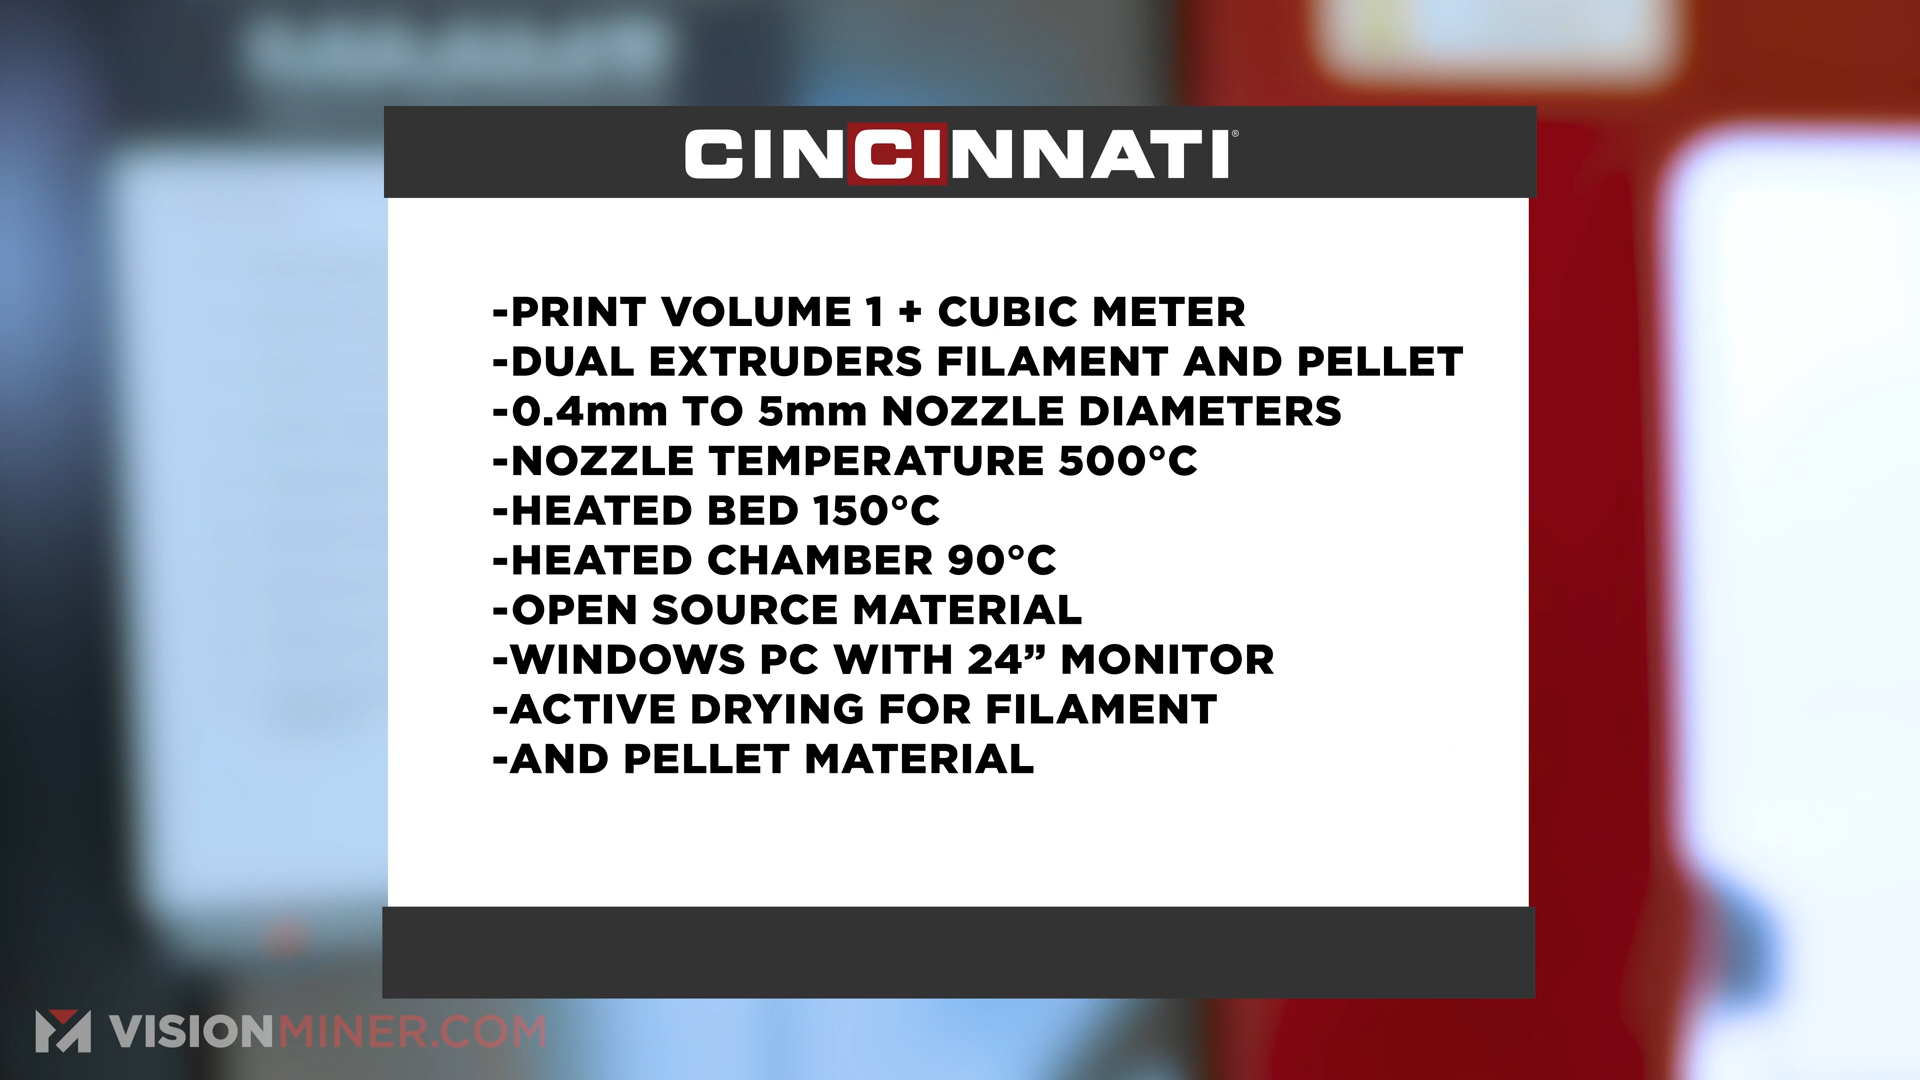 CINCINNATI®
-PRINT VOLUME 1 + CUBIC METER
-DUAL EXTRUDERS FILAMENT AND PELLET
-0.4mm TO 5mm NOZZLE DIAMETERS
-NOZZLE TEMPERATURE 500°C
-HEATED BED 150°C
-HEATED CHAMBER 90°C
-OPEN SOURCE MATERIAL
-WINDOWS PC WITH 24” MONITOR
-ACTIVE DRYING FOR FILAMENT
-AND PELLET MATERIAL
VISIONMINER.COM